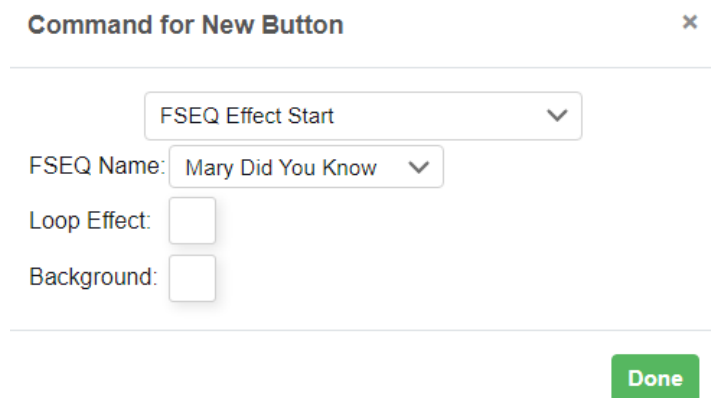 Command for New Button ×
FSEQ Effect Start
FSEQ Name: Mary Did You Know
Loop Effect:
Background:
Done